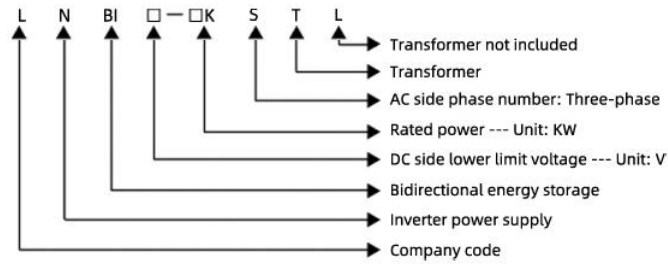 L N BI □—□K S T L
Transformer not included
Transformer
AC side phase number: Three-phase
Rated power --- Unit: KW
DC side lower limit voltage --- Unit: V
Bidirectional energy storage
Inverter power supply
Company code